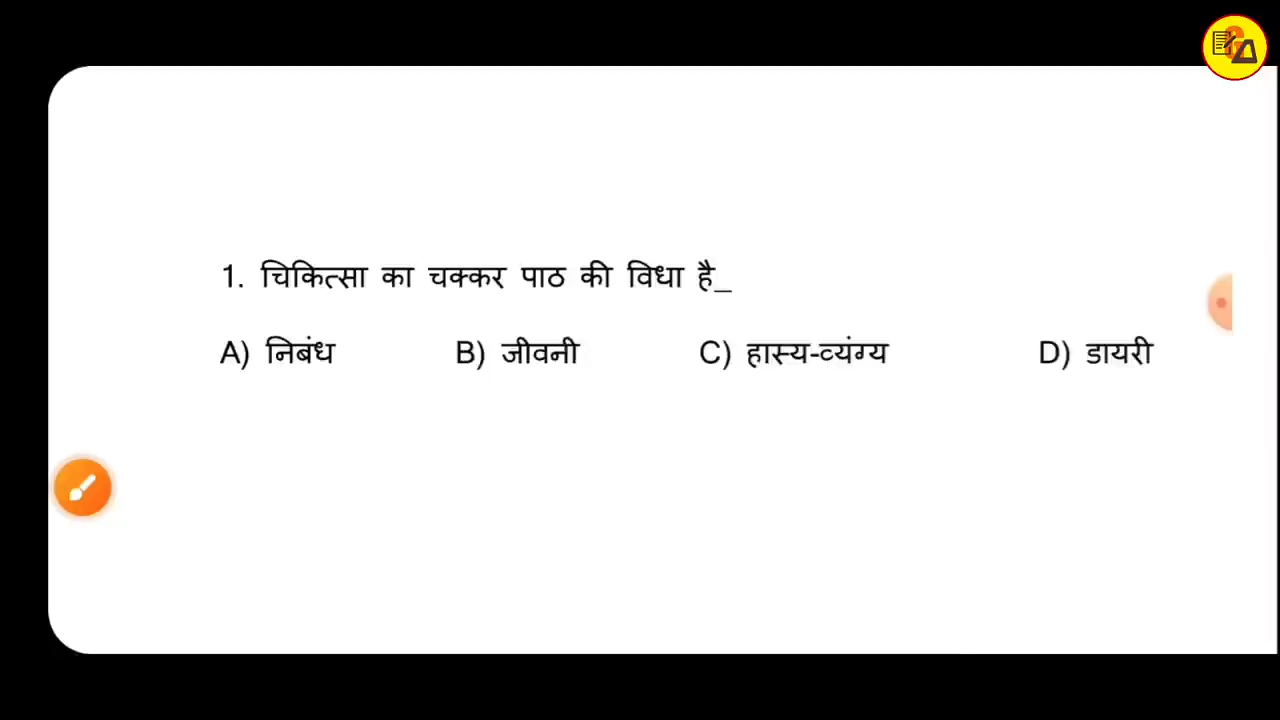 1. चिकित्सा का चक्कर पाठ की विधा है_
A) निबंध B) जीवनी C) हास्य-व्यंग्य D) डायरी